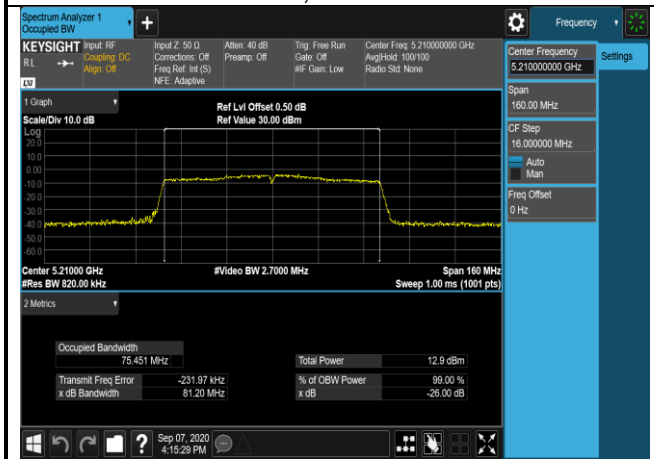 Spectrum Analyzer 1
Occupied BW
Frequency
KEYSIGHT
RL
LXI
Input: RF
Coupling: DC
Align: Off
Input Z: 50 Ω
Corrections: Off
Freq Ref: Int (S)
NFE: Adaptive
Atten: 40 dB
Preamp: Off
Trig: Free Run
Gate: Off
#IF Gain: Low
Center Freq: 5.210000000 GHz
Avg|Hold: 100/100
Radio Std: None
Center Frequency
5.210000000 GHz
Settings
Span
160.00 MHz
CF Step
16.000000 MHz
Auto
Man
Freq Offset
0 Hz
1 Graph
Scale/Div 10.0 dB
Ref Lvl Offset 0.50 dB
Ref Value 30.00 dBm
Log
20.0
10.0
0.00
-10.0
-20.0
-30.0
-40.0
-50.0
-60.0
Center 5.21000 GHz
#Res BW 820.00 kHz
#Video BW 2.7000 MHz
Span 160 MHz
Sweep 1.00 ms (1001 pts)
2 Metrics
Occupied Bandwidth
75.451 MHz
Total Power 12.9 dBm
Transmit Freq Error -231.97 kHz
% of OBW Power 99.00 %
x dB Bandwidth 81.20 MHz
x dB -26.00 dB
?
Sep 07, 2020
4:15:29 PM